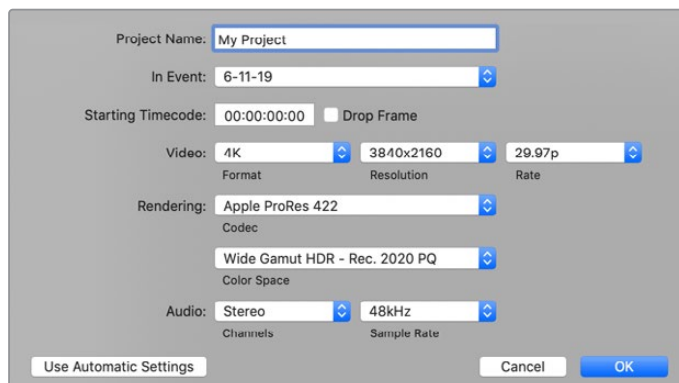 Project Name: My Project
In Event: 6-11-19
Starting Timecode: 00:00:00:00 Drop Frame
Video: 4K 3840x2160 29.97p
Format Resolution Rate
Rendering: Apple ProRes 422
Codec
Wide Gamut HDR - Rec. 2020 PQ
Color Space
Audio: Stereo 48kHz
Channels Sample Rate
Use Automatic Settings Cancel OK